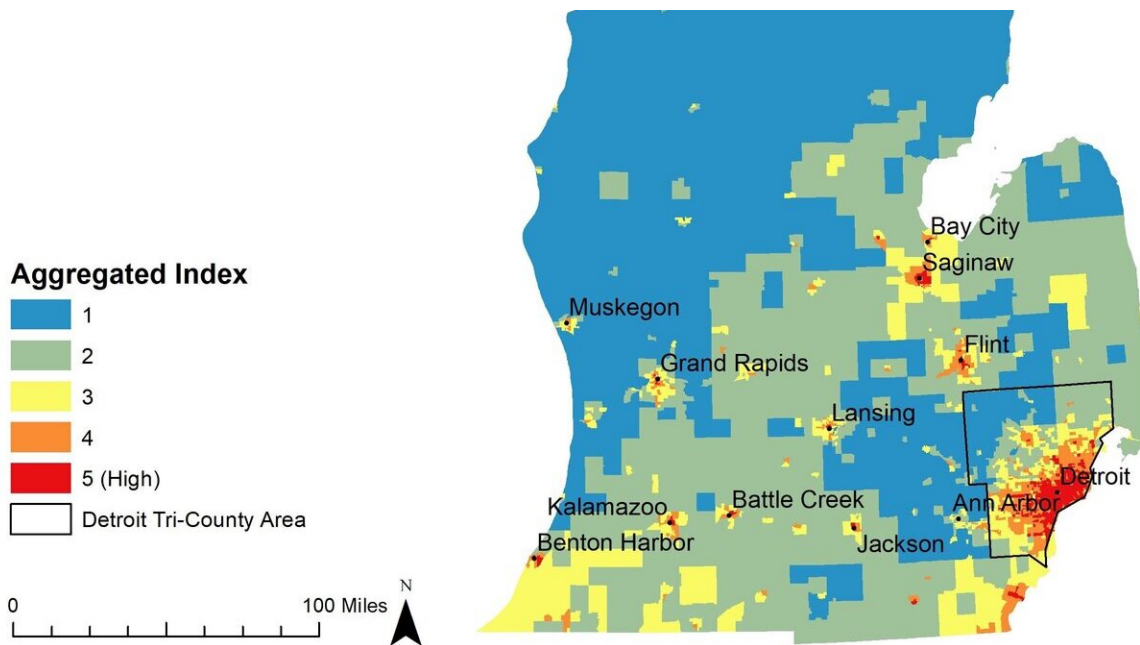 Aggregated Index
1
2
3
4
5 (High)
Detroit Tri-County Area
0
100 Miles
N
Bay City
Saginaw
Muskegon
Flint
Grand Rapids
Lansing
Detroit
Kalamazoo
Battle Creek
Ann Arbor
Benton Harbor
Jackson